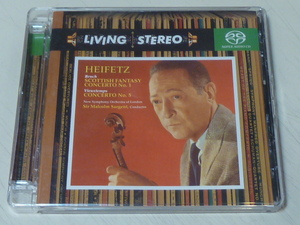 LIVING STEREO
HEIFETZ
Bruch
SCOTTISH FANTASY
CONCERTO No. 1
Vieuxtemps
CONCERTO No. 5
New Symphony Orchestra of London
Sir Malcolm Sargent, conductor